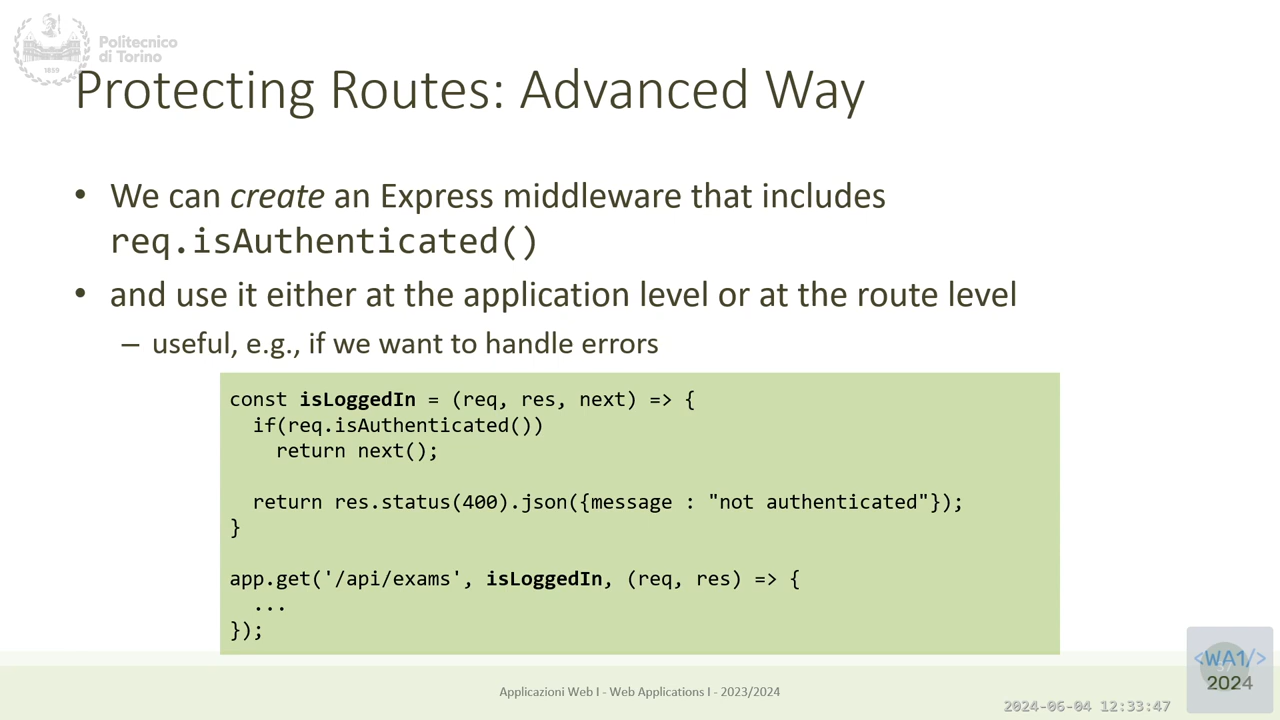 Politecnico
di Torino
1859
Protecting Routes: Advanced Way
• We can create an Express middleware that includes
req.isAuthenticated()
• and use it either at the application level or at the route level
– useful, e.g., if we want to handle errors
const isLoggedIn = (req, res, next) => {
  if(req.isAuthenticated())
    return next();
  return res.status(400).json({message : "not authenticated"});
}
app.get('/api/exams', isLoggedIn, (req, res) => {
  ...
});
Applicazioni Web I - Web Applications I - 2023/2024
<WA1/>
2024
2024-06-04 12:33:47